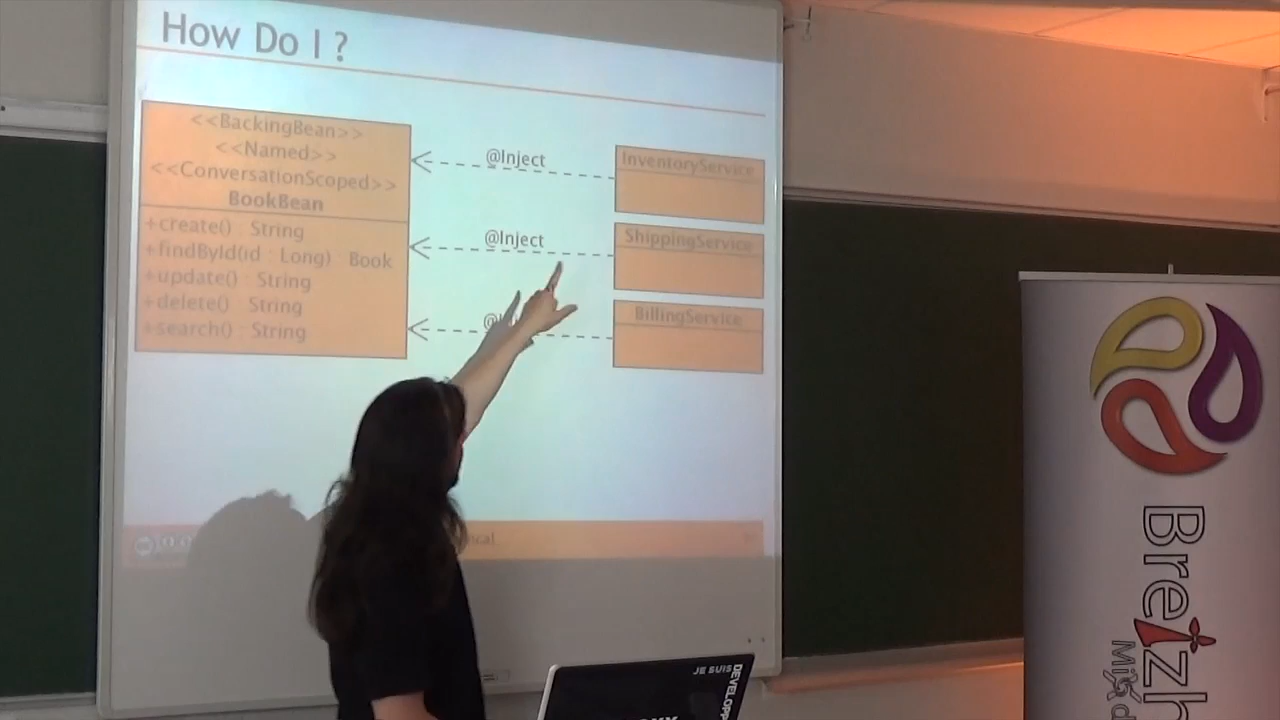 How Do I ?
<<BackingBean>>
<<Named>>
<<ConversationScoped>>
BookBean
+create() String
+findById(id Long) Book
+update() String
+delete() String
+search() String
@Inject
@Inject
InventoryService
ShippingService
BillingService
JE SUIS
Breizh